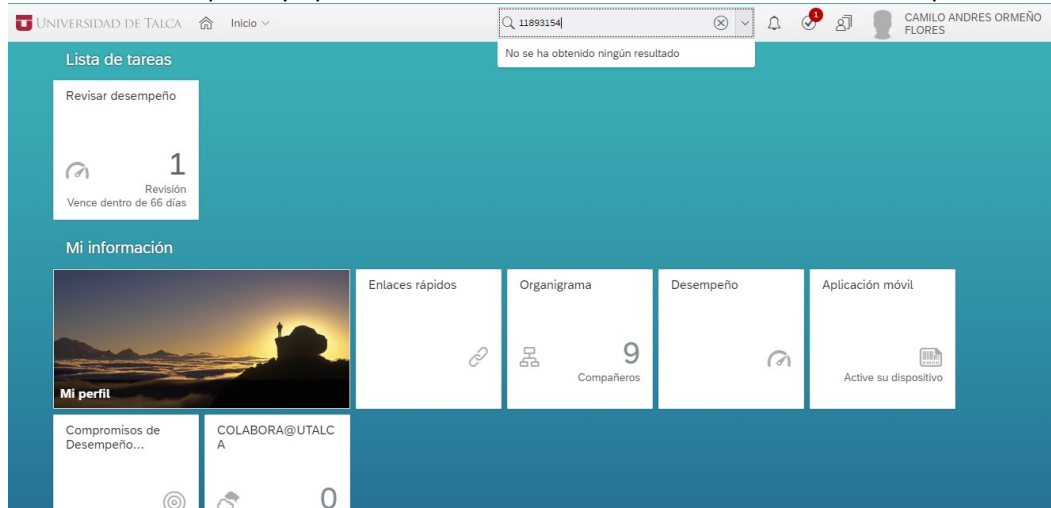 UNIVERSIDAD DE TALCA
Inicio
11893154
1
CAMILO ANDRES ORMEÑO
FLORES
No se ha obtenido ningún resultado
Lista de tareas
Revisar desempeño
1
Revisión
Vence dentro de 66 días
Mi información
Mi perfil
Enlaces rápidos
Organigrama
9
Compañeros
Desempeño
Aplicación móvil
Active su dispositivo
Compromisos de
Desempeño...
COLABORA@UTALC
A
0